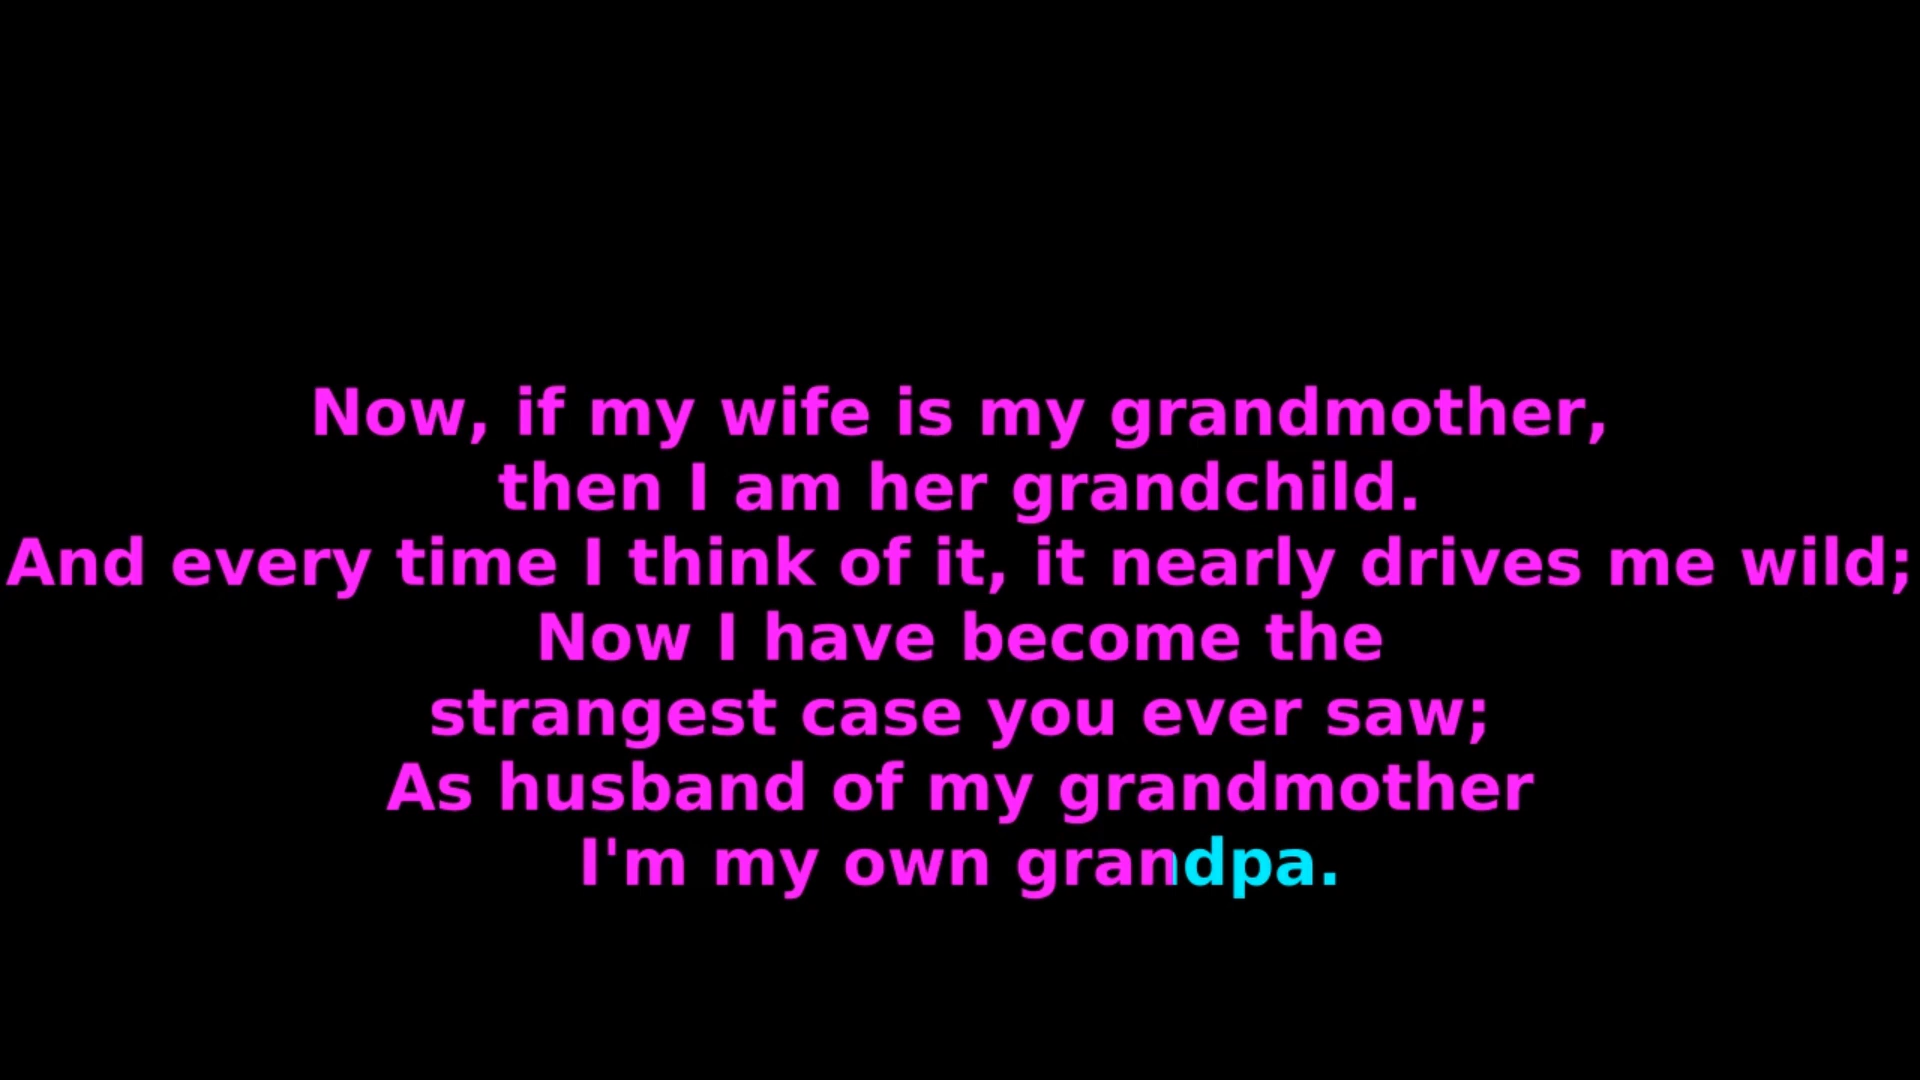 Now, if my wife is my grandmother,
then I am her grandchild.
And every time I think of it, it nearly drives me wild;
Now I have become the
strangest case you ever saw;
As husband of my grandmother
I'm my own grandpa.